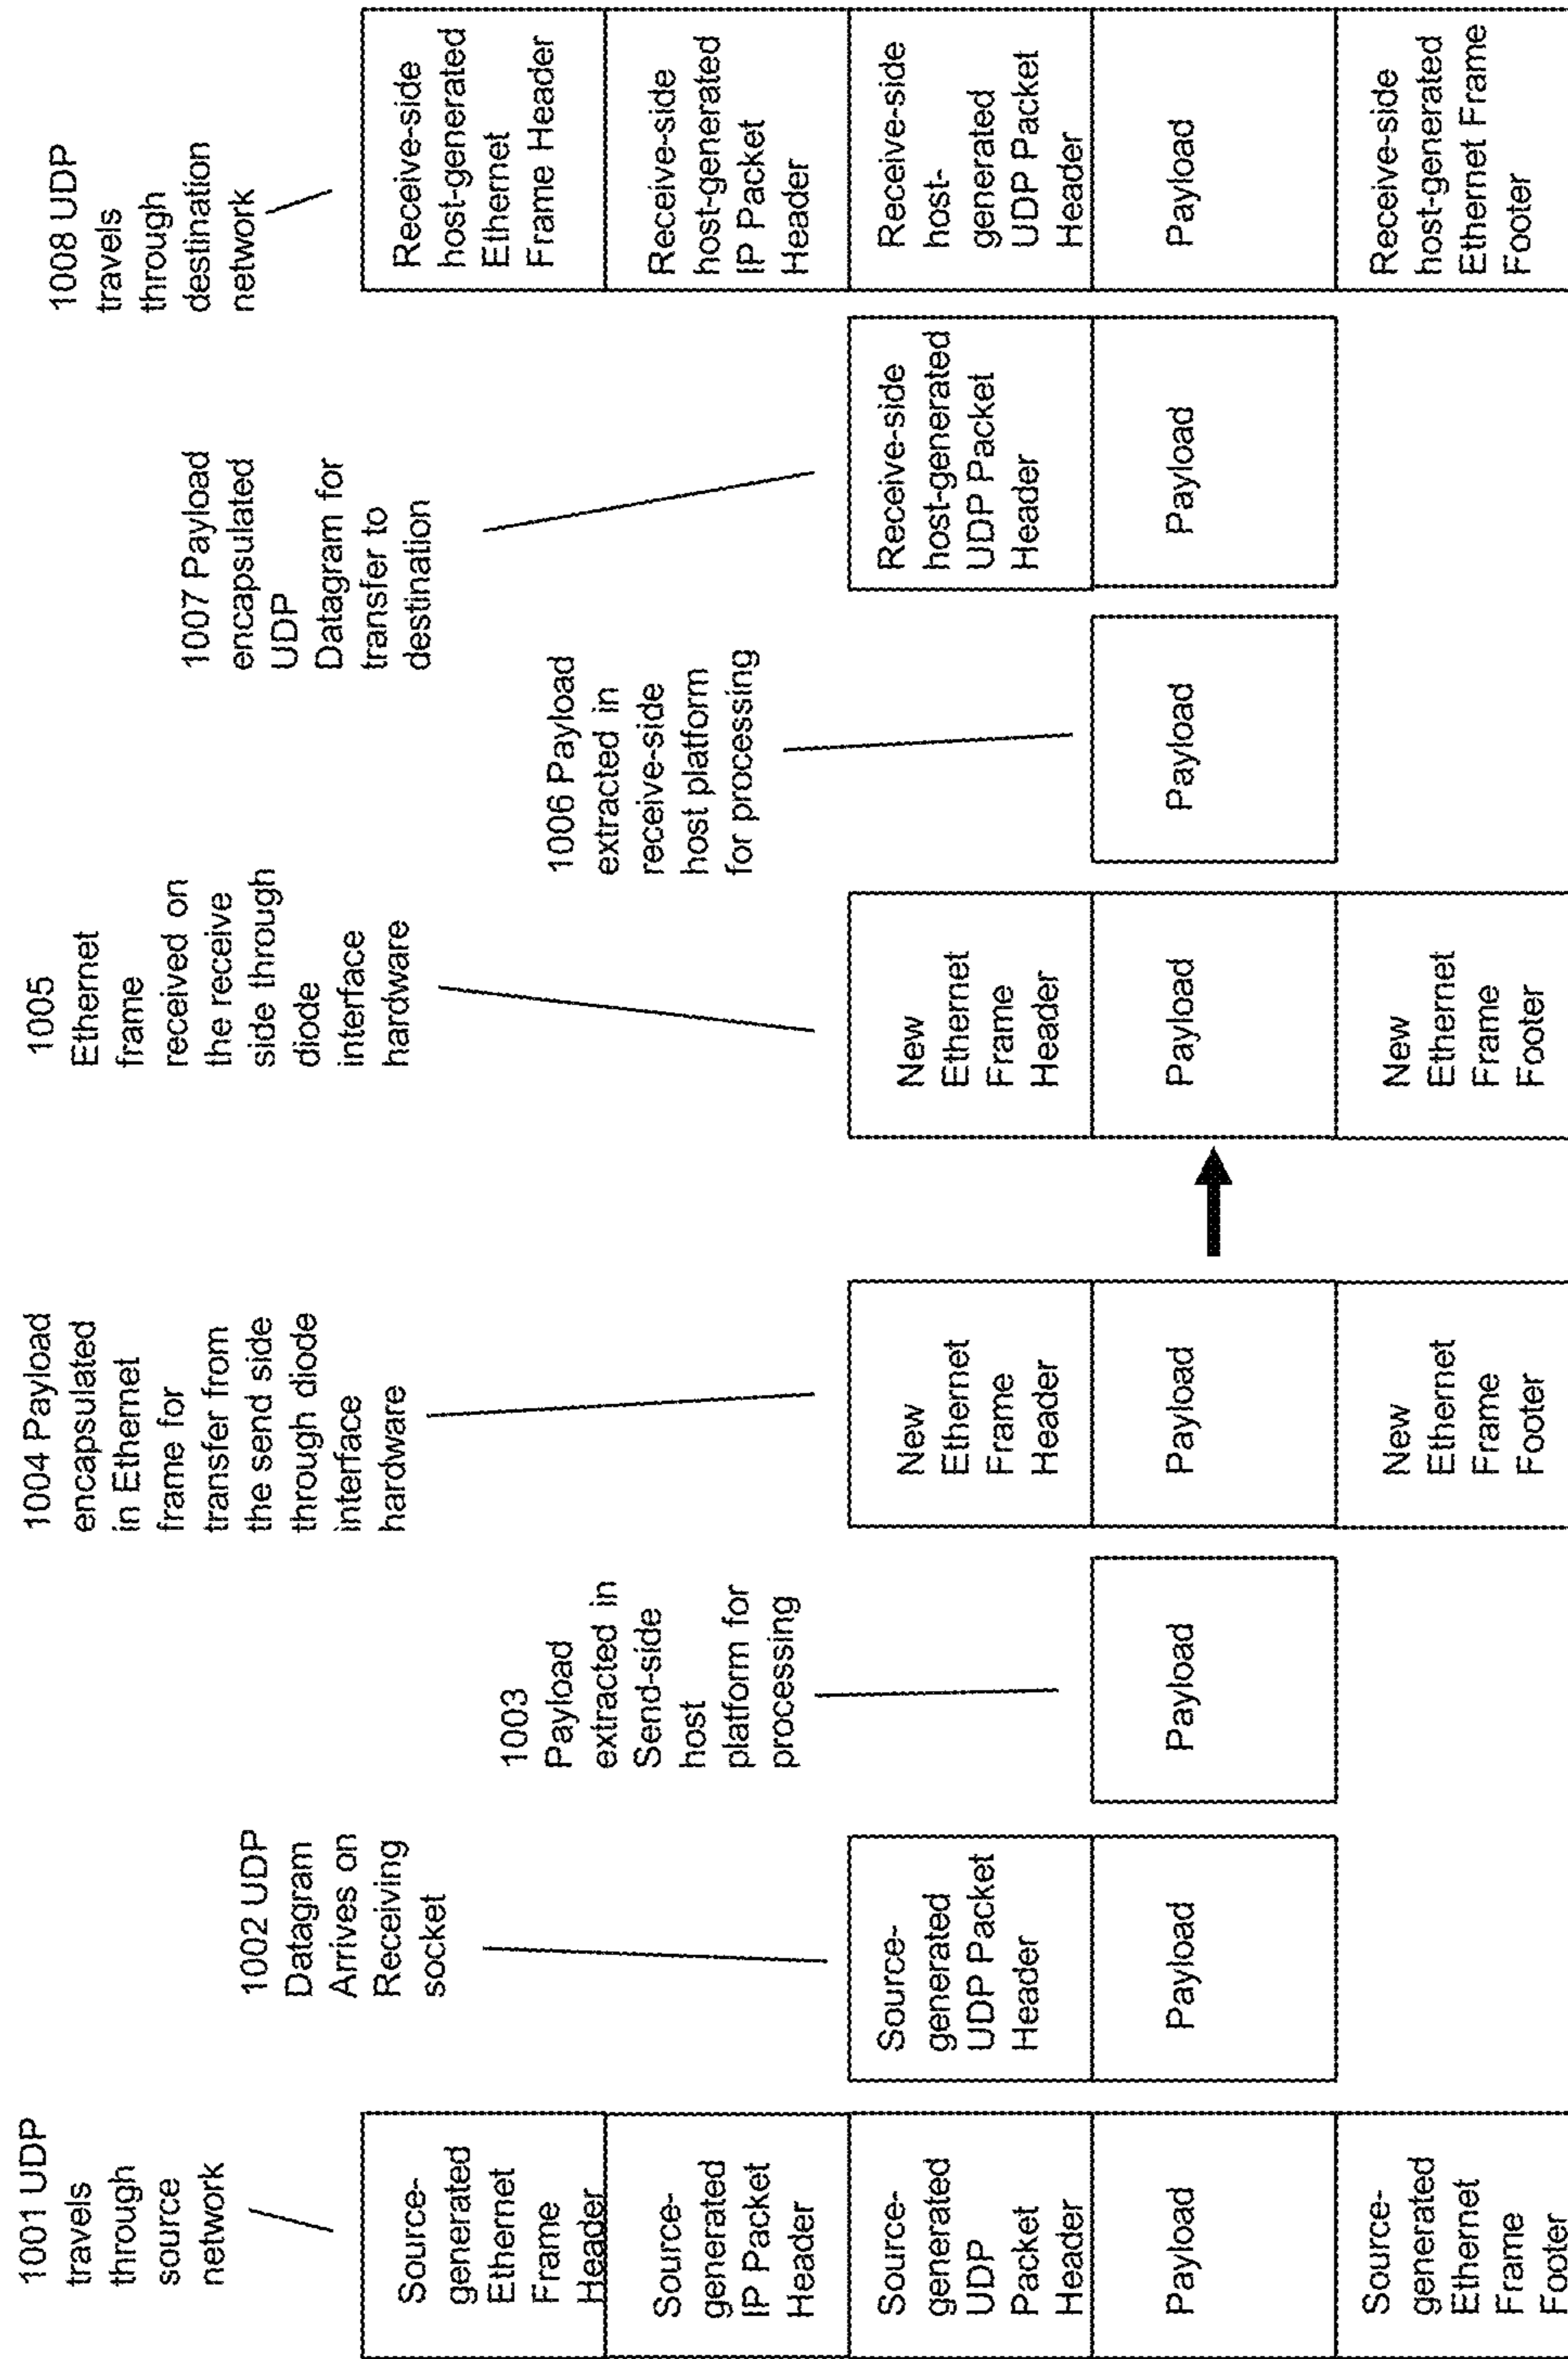 1001 UDP
travels
through
source
network
Source-
generated
Ethernet
Frame
Header
Source-
generated
IP Packet
Header
Source-
generated
UDP
Packet
Header
Payload
Source-
generated
Ethernet
Frame
Footer
1002 UDP
Datagram
Arrives on
Receiving
socket
Source-
generated
UDP Packet
Header
Payload
1003
Payload
extracted in
Send-side
host
platform for
processing
Payload
1004 Payload
encapsulated
in Ethernet
frame for
transfer from
the send side
through diode
interface
hardware
New
Ethernet
Frame
Header
Payload
New
Ethernet
Frame
Footer
1005
Ethernet
frame
received on
the receive
side through
diode
interface
hardware
New
Ethernet
Frame
Header
Payload
New
Ethernet
Frame
Footer
1006 Payload
extracted in
receive-side
host platform
for processing
Payload
1007 Payload
encapsulated
UDP
Datagram for
transfer to
destination
Receive-side
host-generated
UDP Packet
Header
Payload
1008 UDP
travels
through
destination
network
Receive-side
host-generated
Ethernet
Frame Header
Receive-side
host-generated
IP Packet
Header
Receive-side
host-
generated
UDP Packet
Header
Payload
Receive-side
host-generated
Ethernet Frame
Footer